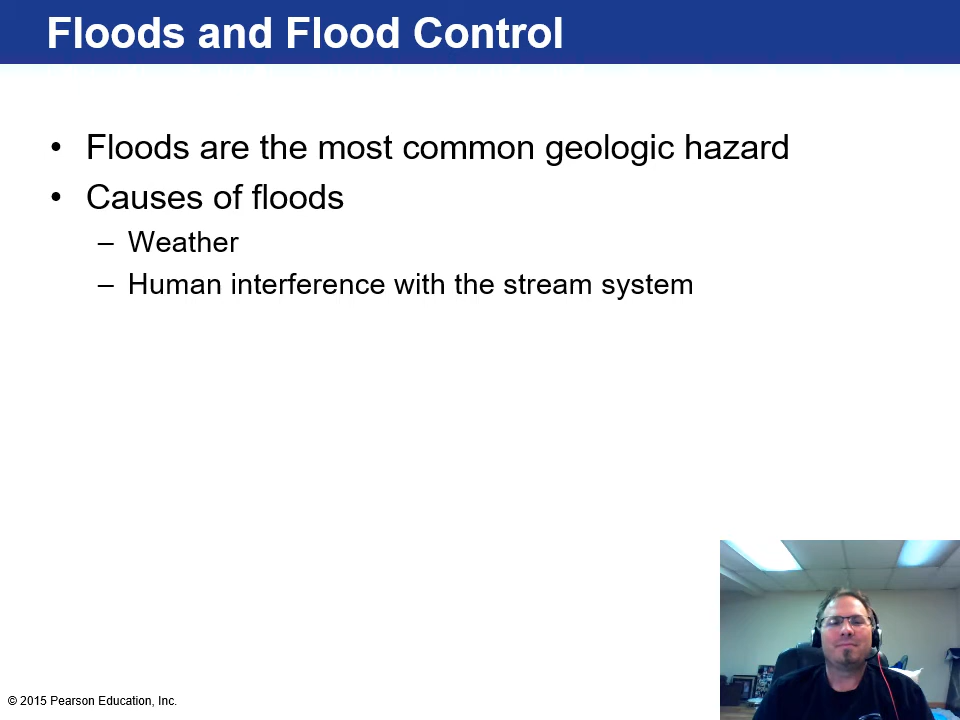 Floods and Flood Control
• Floods are the most common geologic hazard
• Causes of floods
– Weather
– Human interference with the stream system
© 2015 Pearson Education, Inc.